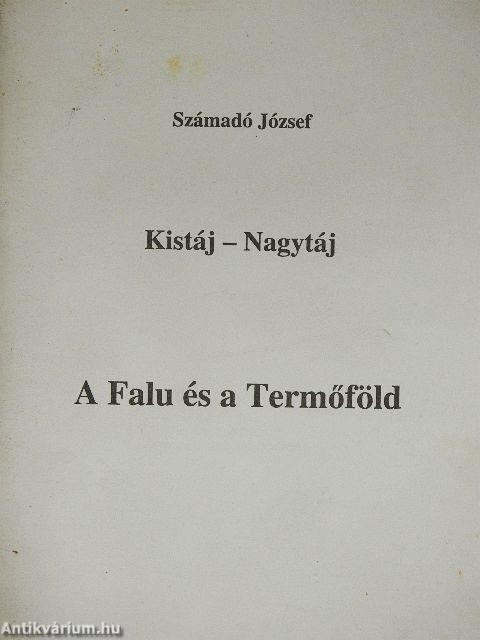 Számadó József
Kistáj – Nagytáj
A Falu és a Termőföld
Antikvárium.hu